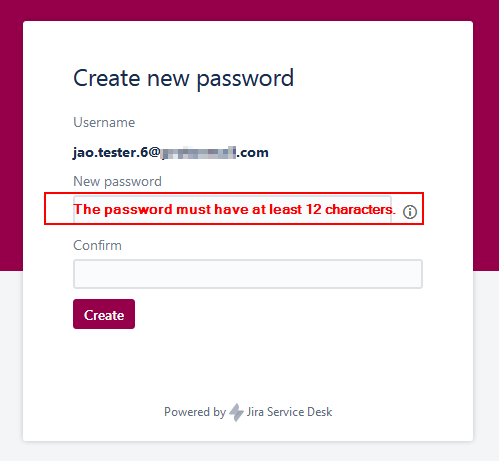 Create new password
Username
jao.tester.6@ .com
New password
The password must have at least 12 characters.
Confirm
Create
Powered by Jira Service Desk